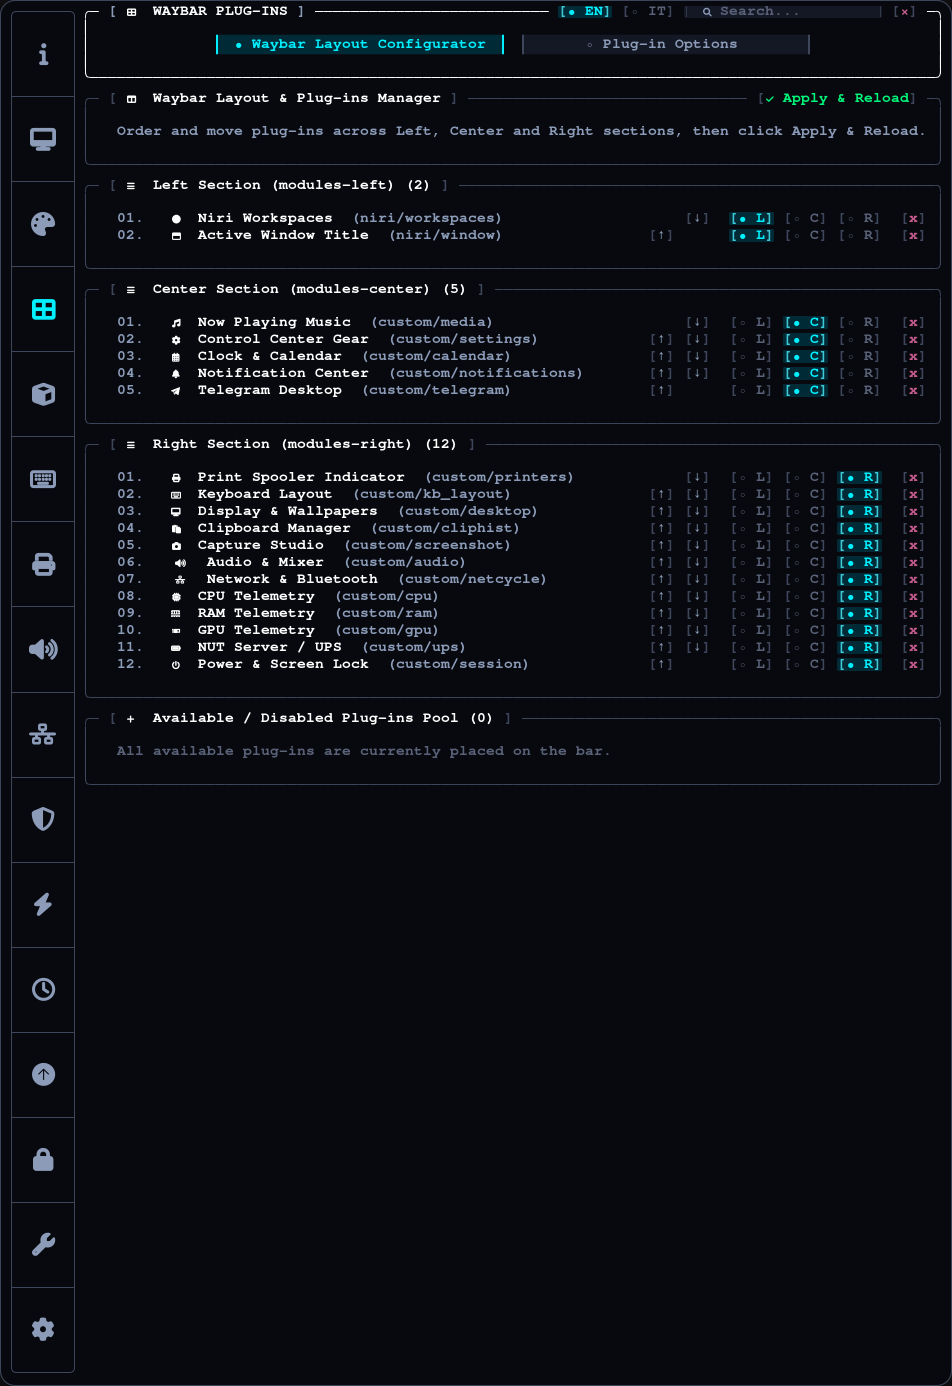 [ WAYBAR PLUG-INS ] [● EN] [○ IT] Search... [×]
● Waybar Layout Configurator ○ Plug-in Options
[ Waybar Layout & Plug-ins Manager ] [✓ Apply & Reload]
Order and move plug-ins across Left, Center and Right sections, then click Apply & Reload.
[ ≡ Left Section (modules-left) (2) ]
01. Niri Workspaces (niri/workspaces) [↓] [● L] [○ C] [○ R] [x]
02. Active Window Title (niri/window) [↑] [● L] [○ C] [○ R] [x]
[ ≡ Center Section (modules-center) (5) ]
01. Now Playing Music (custom/media) [↓] [○ L] [● C] [○ R] [x]
02. Control Center Gear (custom/settings) [↑] [↓] [○ L] [● C] [○ R] [x]
03. Clock & Calendar (custom/calendar) [↑] [↓] [○ L] [● C] [○ R] [x]
04. Notification Center (custom/notifications) [↑] [↓] [○ L] [● C] [○ R] [x]
05. Telegram Desktop (custom/telegram) [↑] [○ L] [● C] [○ R] [x]
[ ≡ Right Section (modules-right) (12) ]
01. Print Spooler Indicator (custom/printers) [↓] [○ L] [○ C] [● R] [x]
02. Keyboard Layout (custom/kb_layout) [↑] [↓] [○ L] [○ C] [● R] [x]
03. Display & Wallpapers (custom/desktop) [↑] [↓] [○ L] [○ C] [● R] [x]
04. Clipboard Manager (custom/cliphist) [↑] [↓] [○ L] [○ C] [● R] [x]
05. Capture Studio (custom/screenshot) [↑] [↓] [○ L] [○ C] [● R] [x]
06. Audio & Mixer (custom/audio) [↑] [↓] [○ L] [○ C] [● R] [x]
07. Network & Bluetooth (custom/netcycle) [↑] [↓] [○ L] [○ C] [● R] [x]
08. CPU Telemetry (custom/cpu) [↑] [↓] [○ L] [○ C] [● R] [x]
09. RAM Telemetry (custom/ram) [↑] [↓] [○ L] [○ C] [● R] [x]
10. GPU Telemetry (custom/gpu) [↑] [↓] [○ L] [○ C] [● R] [x]
11. NUT Server / UPS (custom/ups) [↑] [↓] [○ L] [○ C] [● R] [x]
12. Power & Screen Lock (custom/session) [↑] [○ L] [○ C] [● R] [x]
[ + Available / Disabled Plug-ins Pool (0) ]
All available plug-ins are currently placed on the bar.